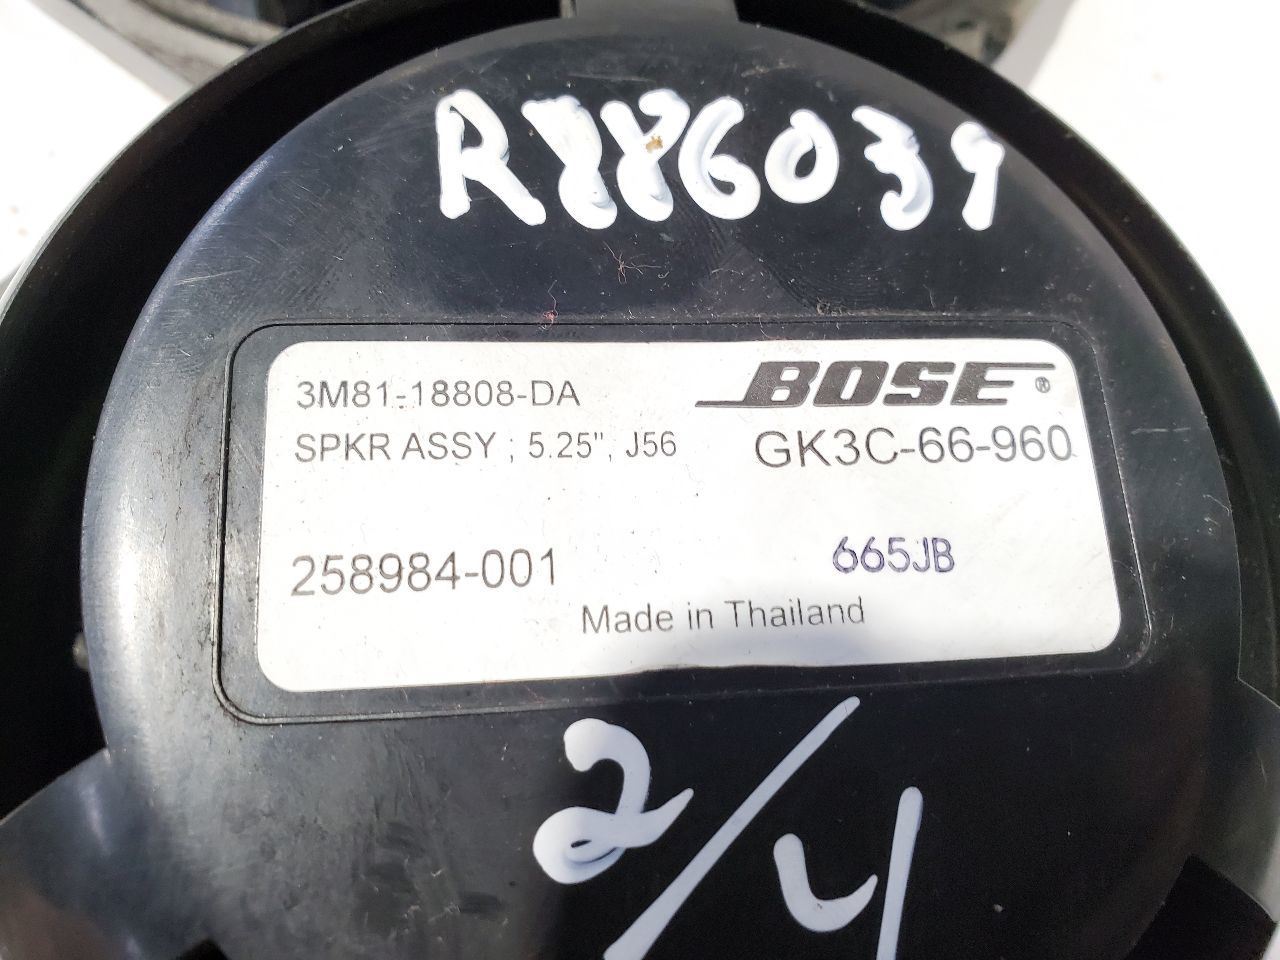 R886039
3M81-18808-DA
BOSE®
SPKR ASSY ; 5.25", J56
GK3C-66-960
258984-001
665JB
Made in Thailand
2/4